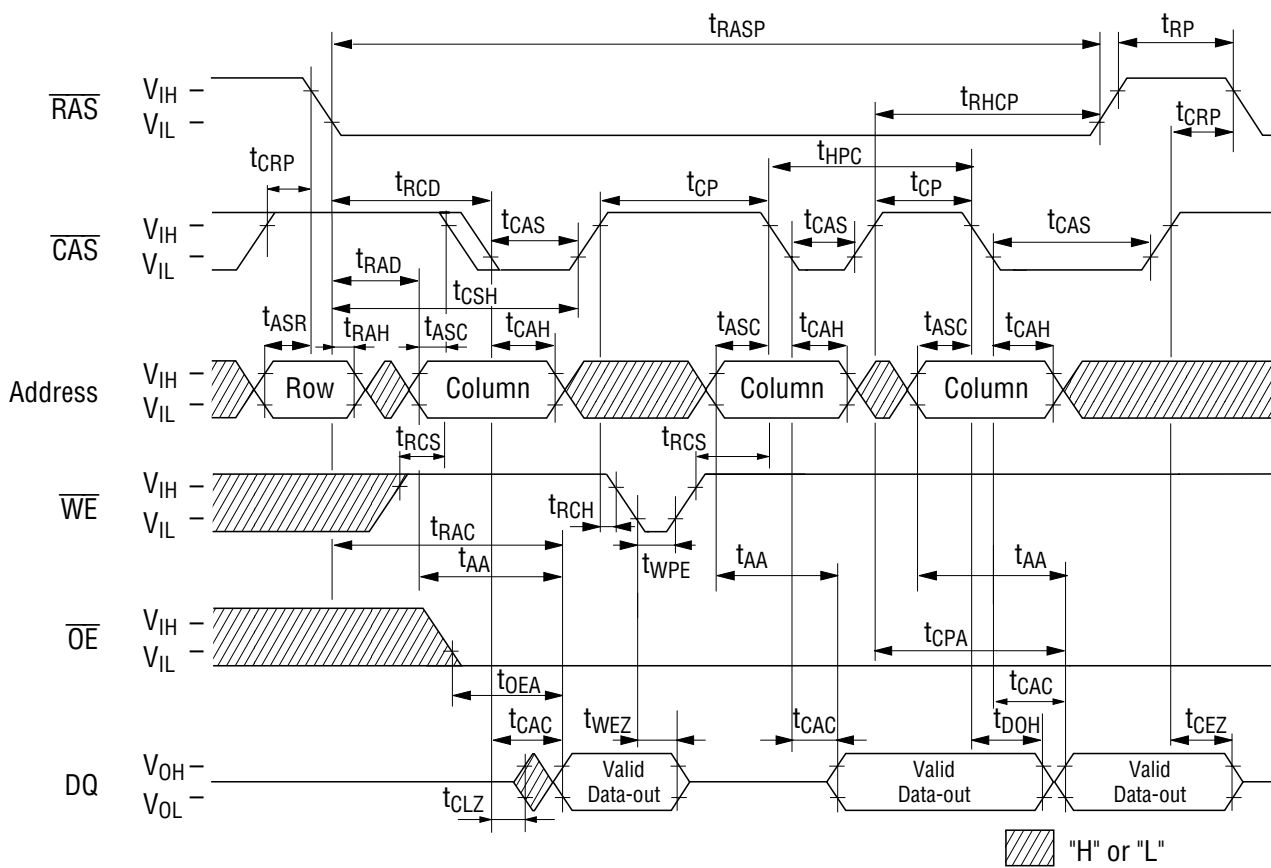 tRASP tRP
RAS VIH VIL
tRHCP
tCRP
tCRP tRCD tCP tHPC tCP
CAS VIH VIL
tCAS tCAS tCAS
tRAD
tCSH
tASR tRAH tASC tCAH tASC tCAH tASC tCAH
Address VIH VIL
Row Column Column Column
tRCS tRCS
WE VIH VIL
tRCH
tRAC
tWPE
tAA tAA tAA
OE VIH VIL
tCPA
tOEA tCAC
tCAC tWEZ tCAC tDOH tCEZ
DQ VOH VOL
Valid Data-out
Valid Data-out
Valid Data-out
tCLZ
"H" or "L"